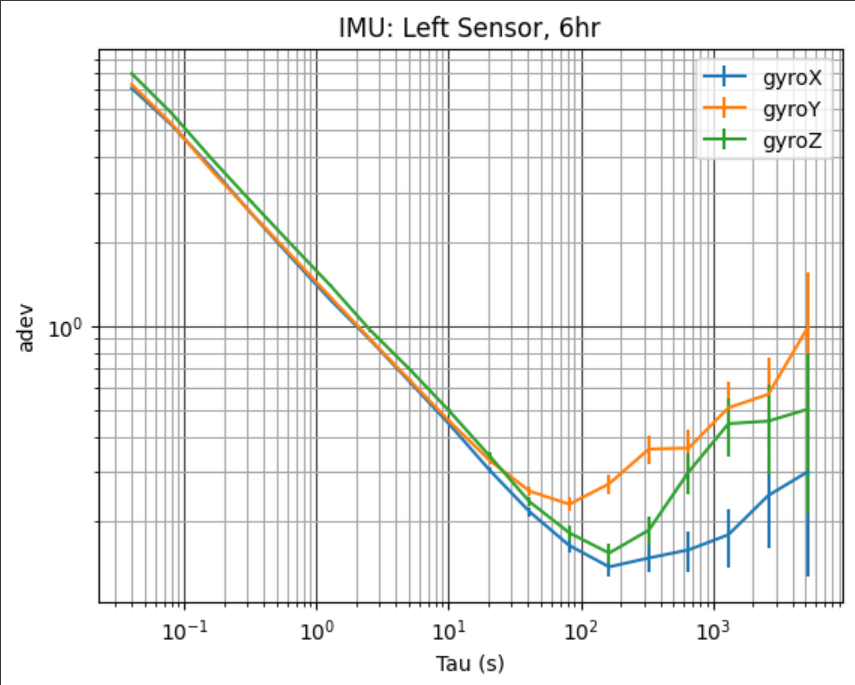 IMU: Left Sensor, 6hr
gyroX
gyroY
gyroZ
adev
10⁰
10⁻¹
10⁰
10¹
10²
10³
Tau (s)